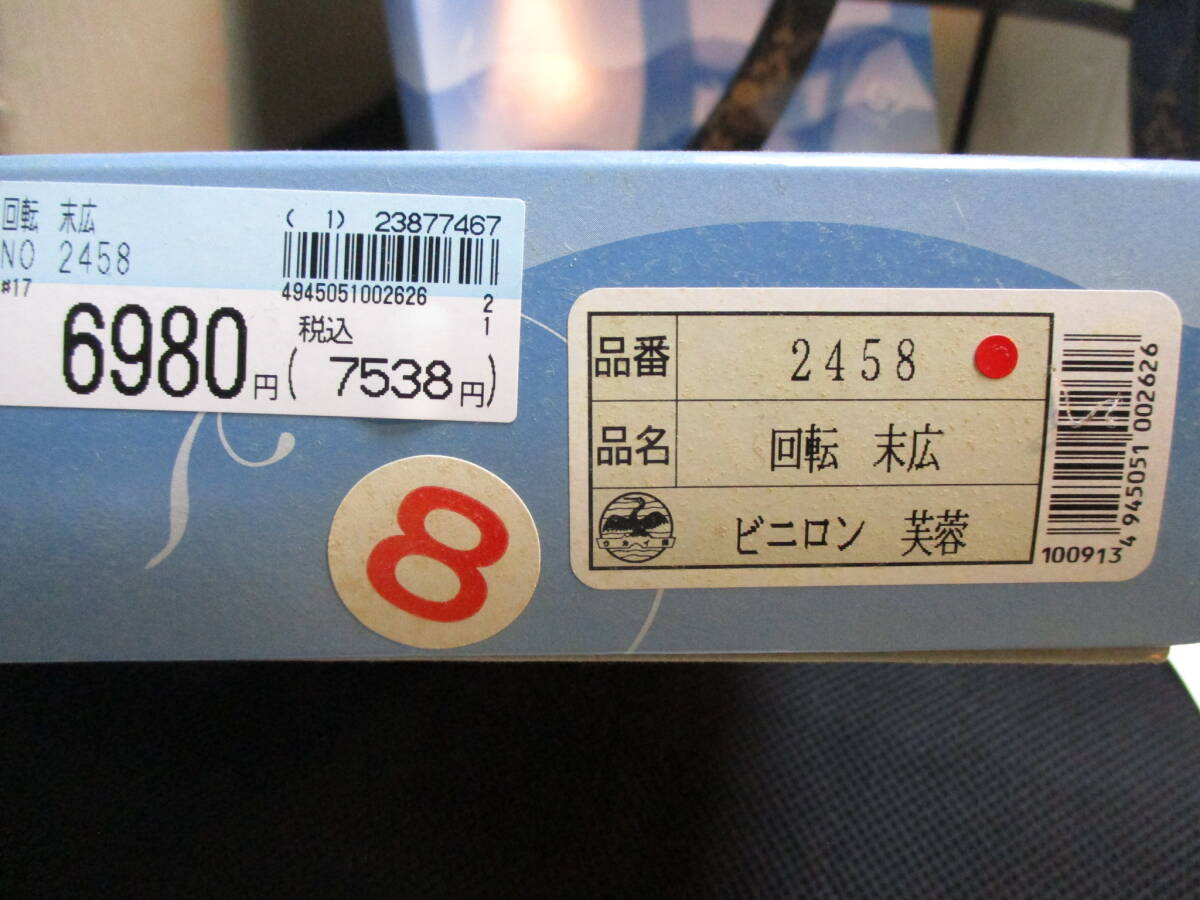 回転 末広
NO 2458
#17
( 1) 23877467
4945051002626
2
1
6980円
税込
( 7538円)
8
品番 2458
品名 回転 末広
ビニロン 芙蓉
4 945051 002626
100913